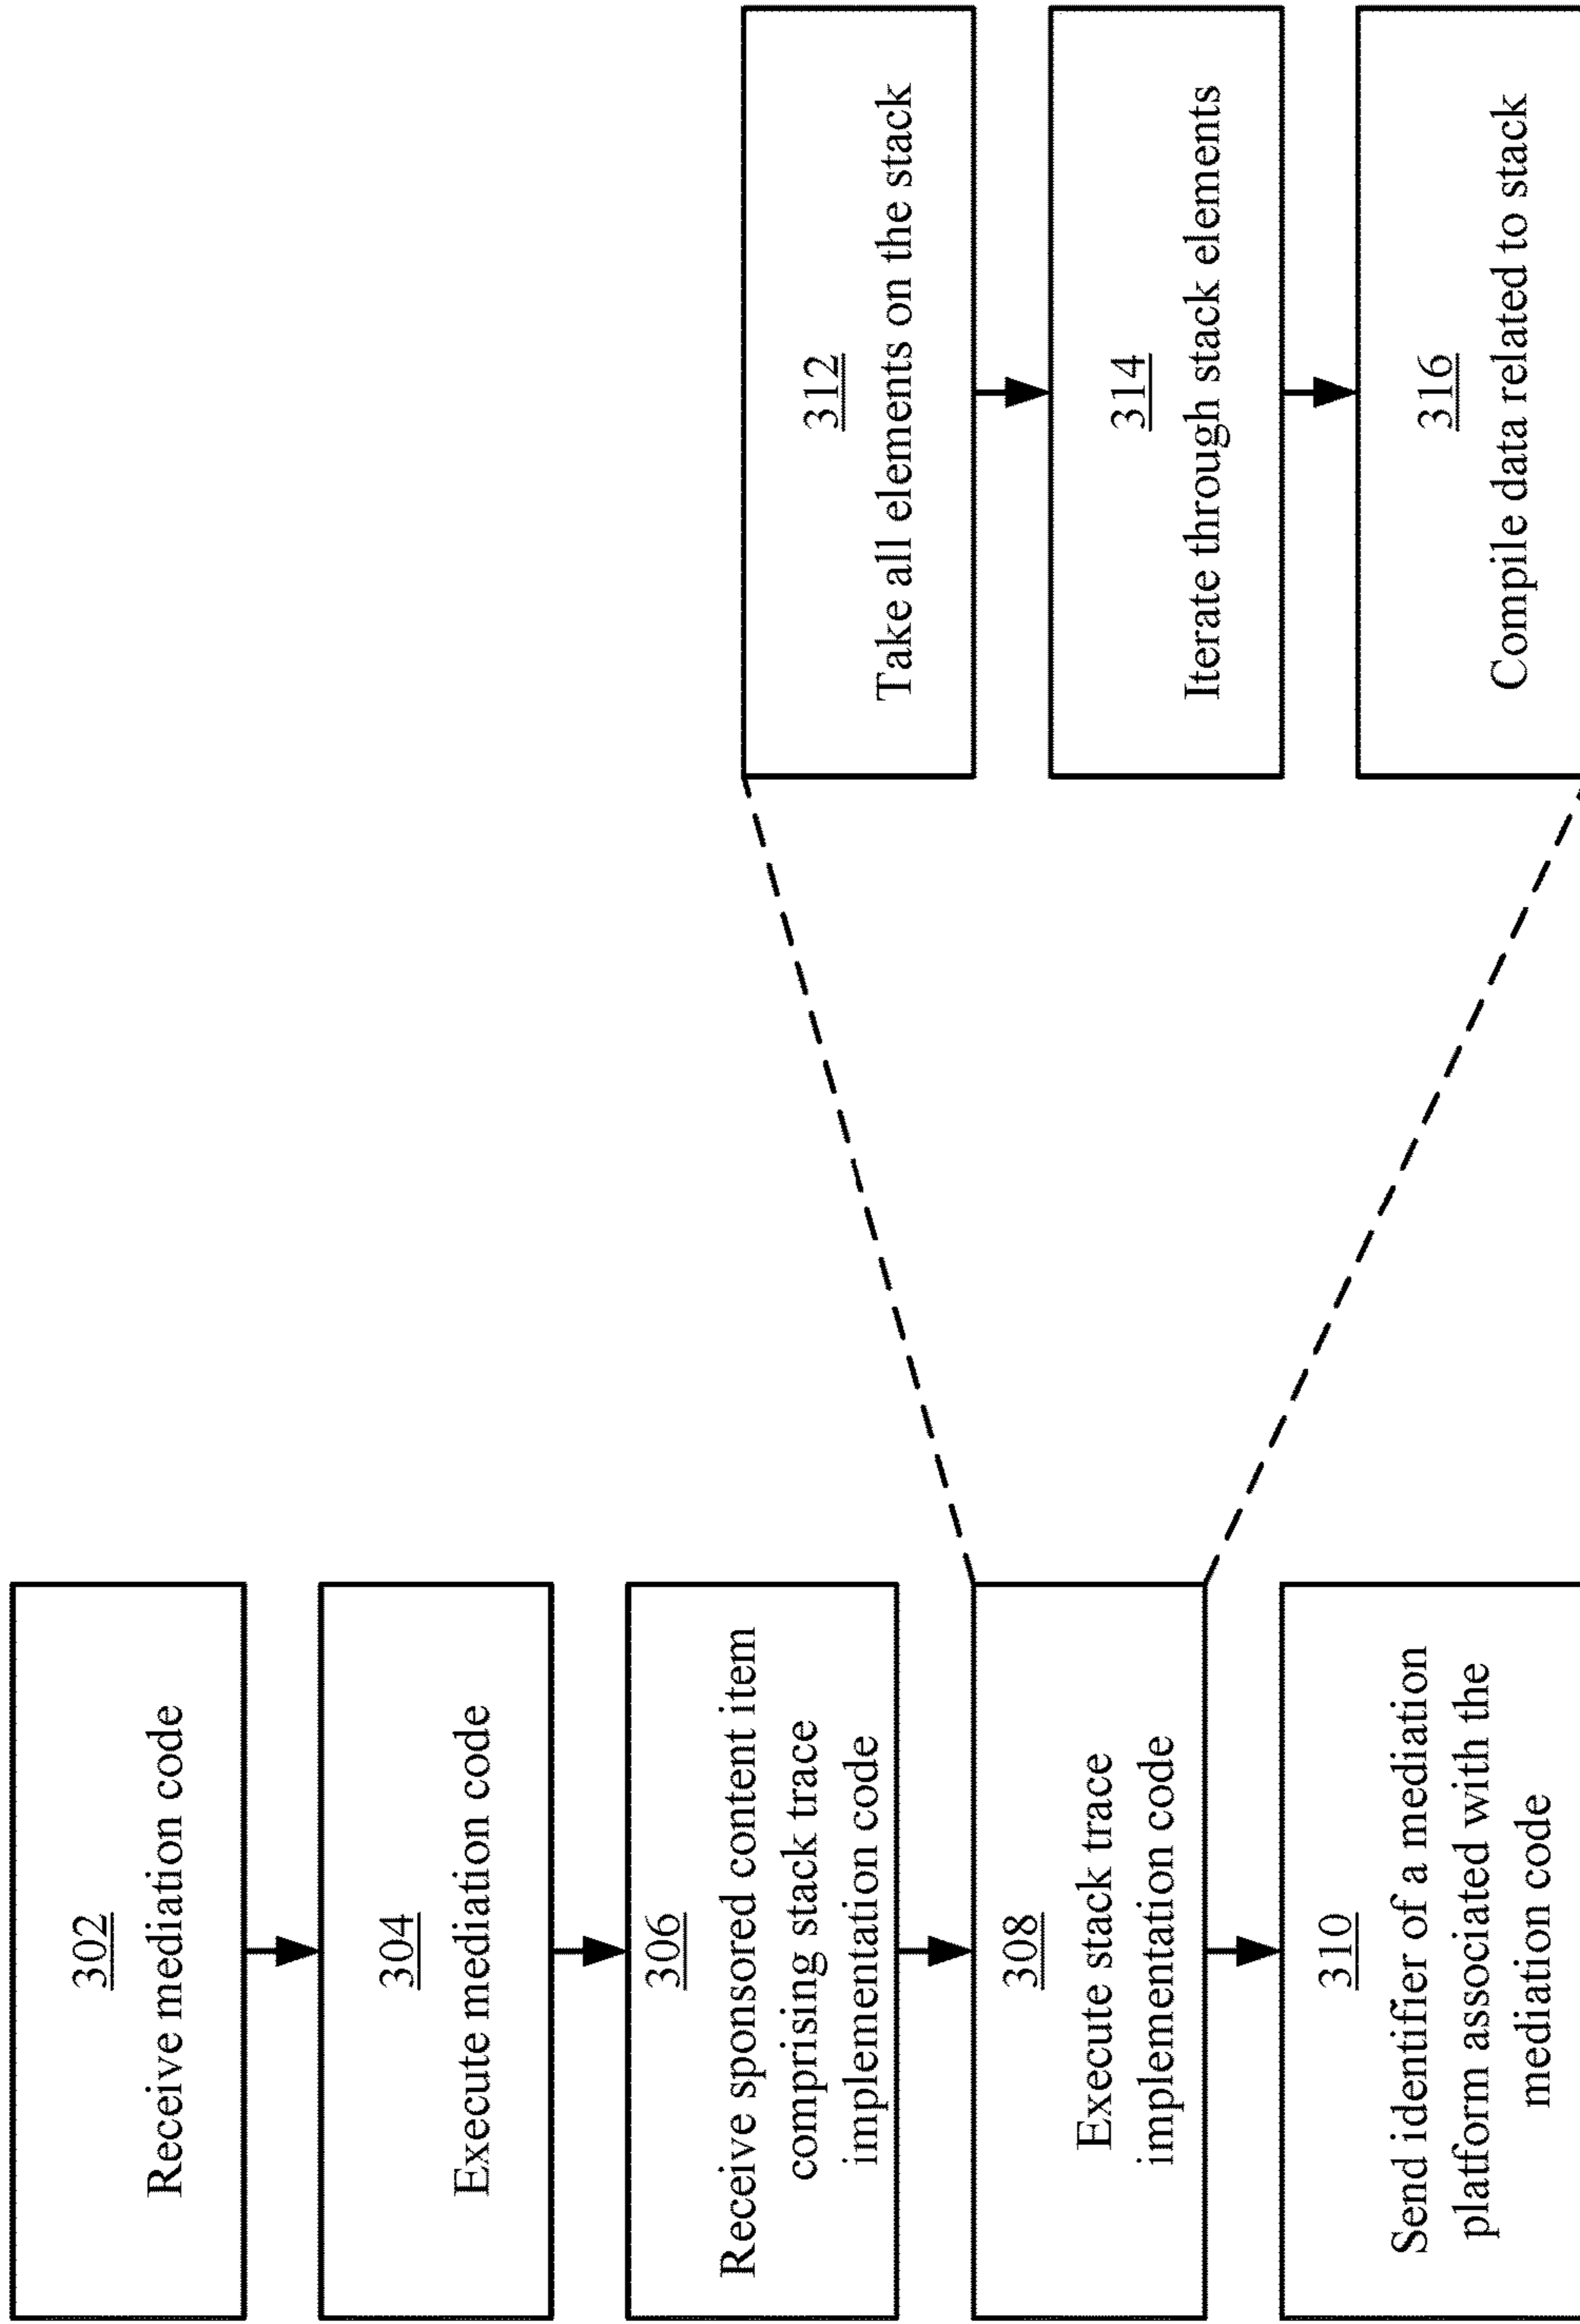 302
Receive mediation code
304
Execute mediation code
306
Receive sponsored content item
comprising stack trace
implementation code
308
Execute stack trace
implementation code
310
Send identifier of a mediation
platform associated with the
mediation code
312
Take all elements on the stack
314
Iterate through stack elements
316
Compile data related to stack